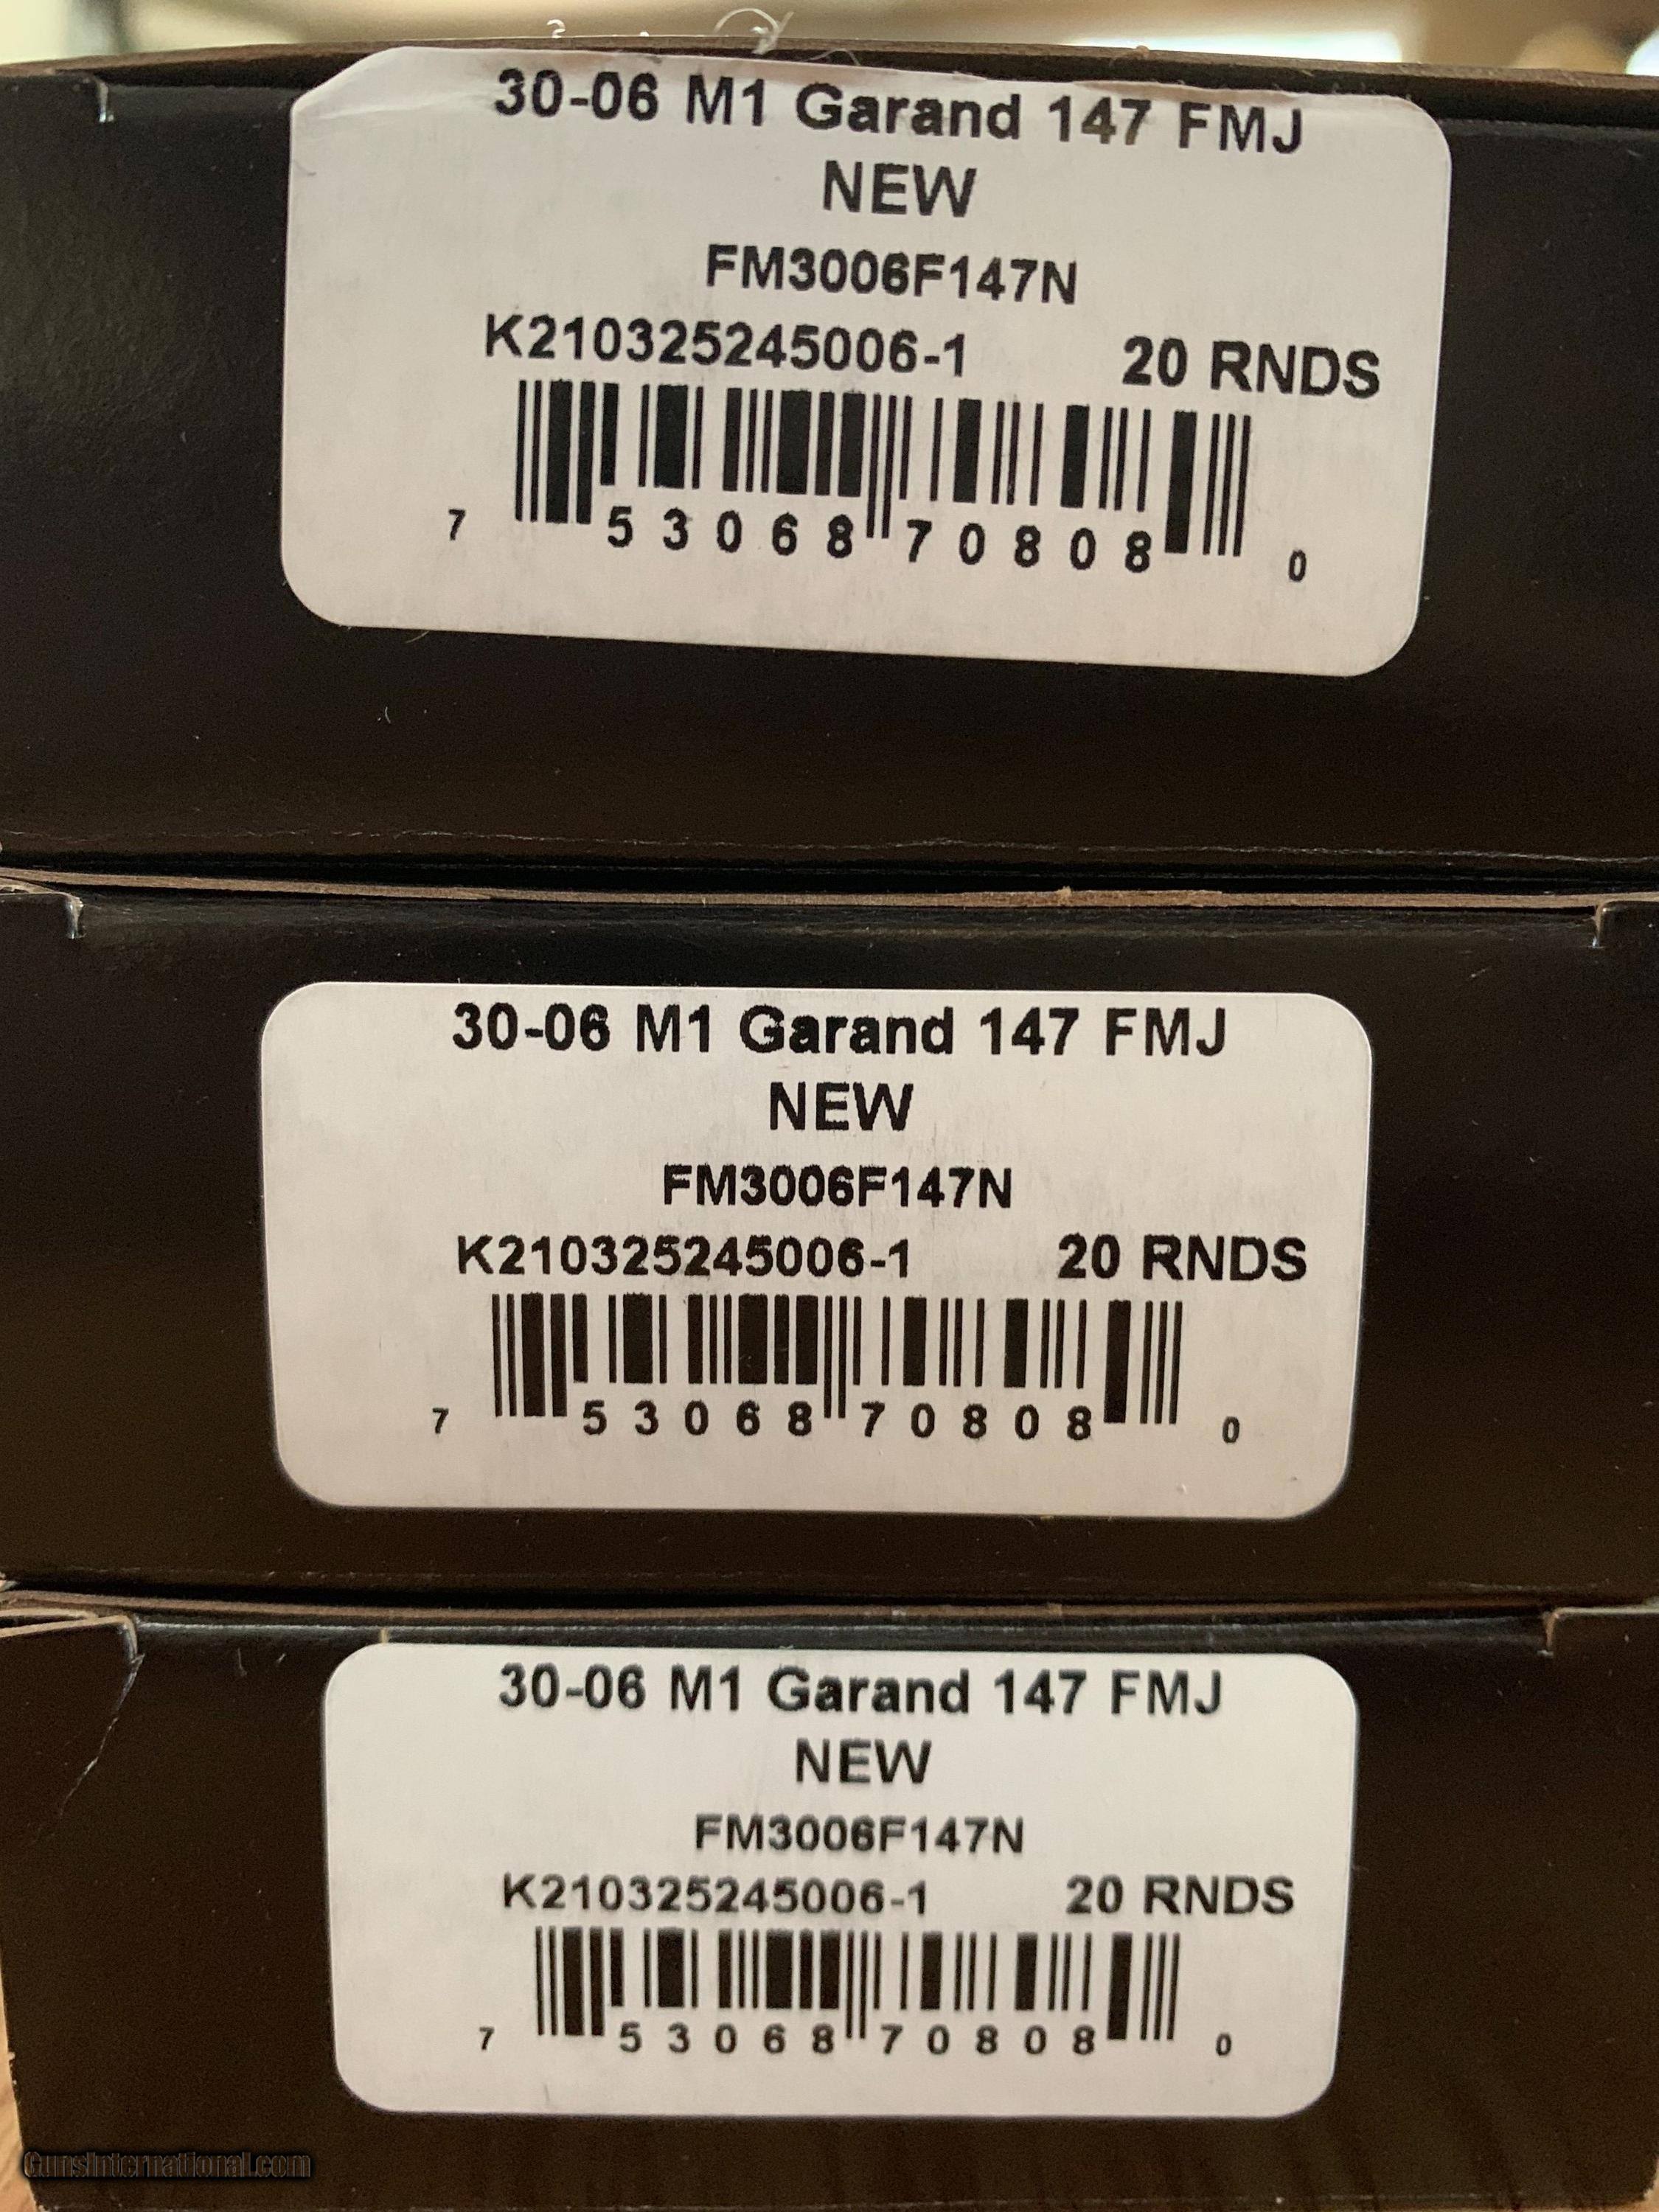 30-06 M1 Garand 147 FMJ
NEW
FM3006F147N
K210325245006-1 20 RNDS
7 53068 70808 0
30-06 M1 Garand 147 FMJ
NEW
FM3006F147N
K210325245006-1 20 RNDS
7 53068 70808 0
30-06 M1 Garand 147 FMJ
NEW
FM3006F147N
K210325245006-1 20 RNDS
7 53068 70808 0
GunsInternational.com